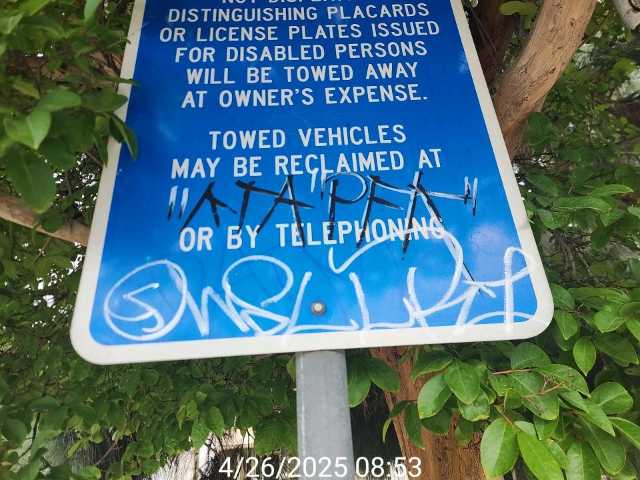 DISTINGUISHING PLACARDS
OR LICENSE PLATES ISSUED
FOR DISABLED PERSONS
WILL BE TOWED AWAY
AT OWNER'S EXPENSE.
TOWED VEHICLES
MAY BE RECLAIMED AT
OR BY TELEPHONING
4/26/2025 08:53